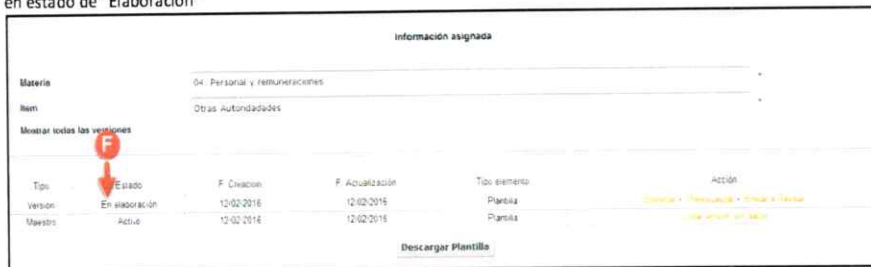 en estado de "Elaboración"
Información asignada
Materia 04. Personal y remuneraciones
Item Otras Autoridades
Mostrar todas las versiones
F
Tipo Estado F. Creación F. Actualización Tipo elemento Acción
Versión En elaboración 12-02-2016 12-02-2016 Plantilla Enviar a Revisar
Maestro Activo 12-02-2016 12-02-2016 Plantilla
Descargar Plantilla